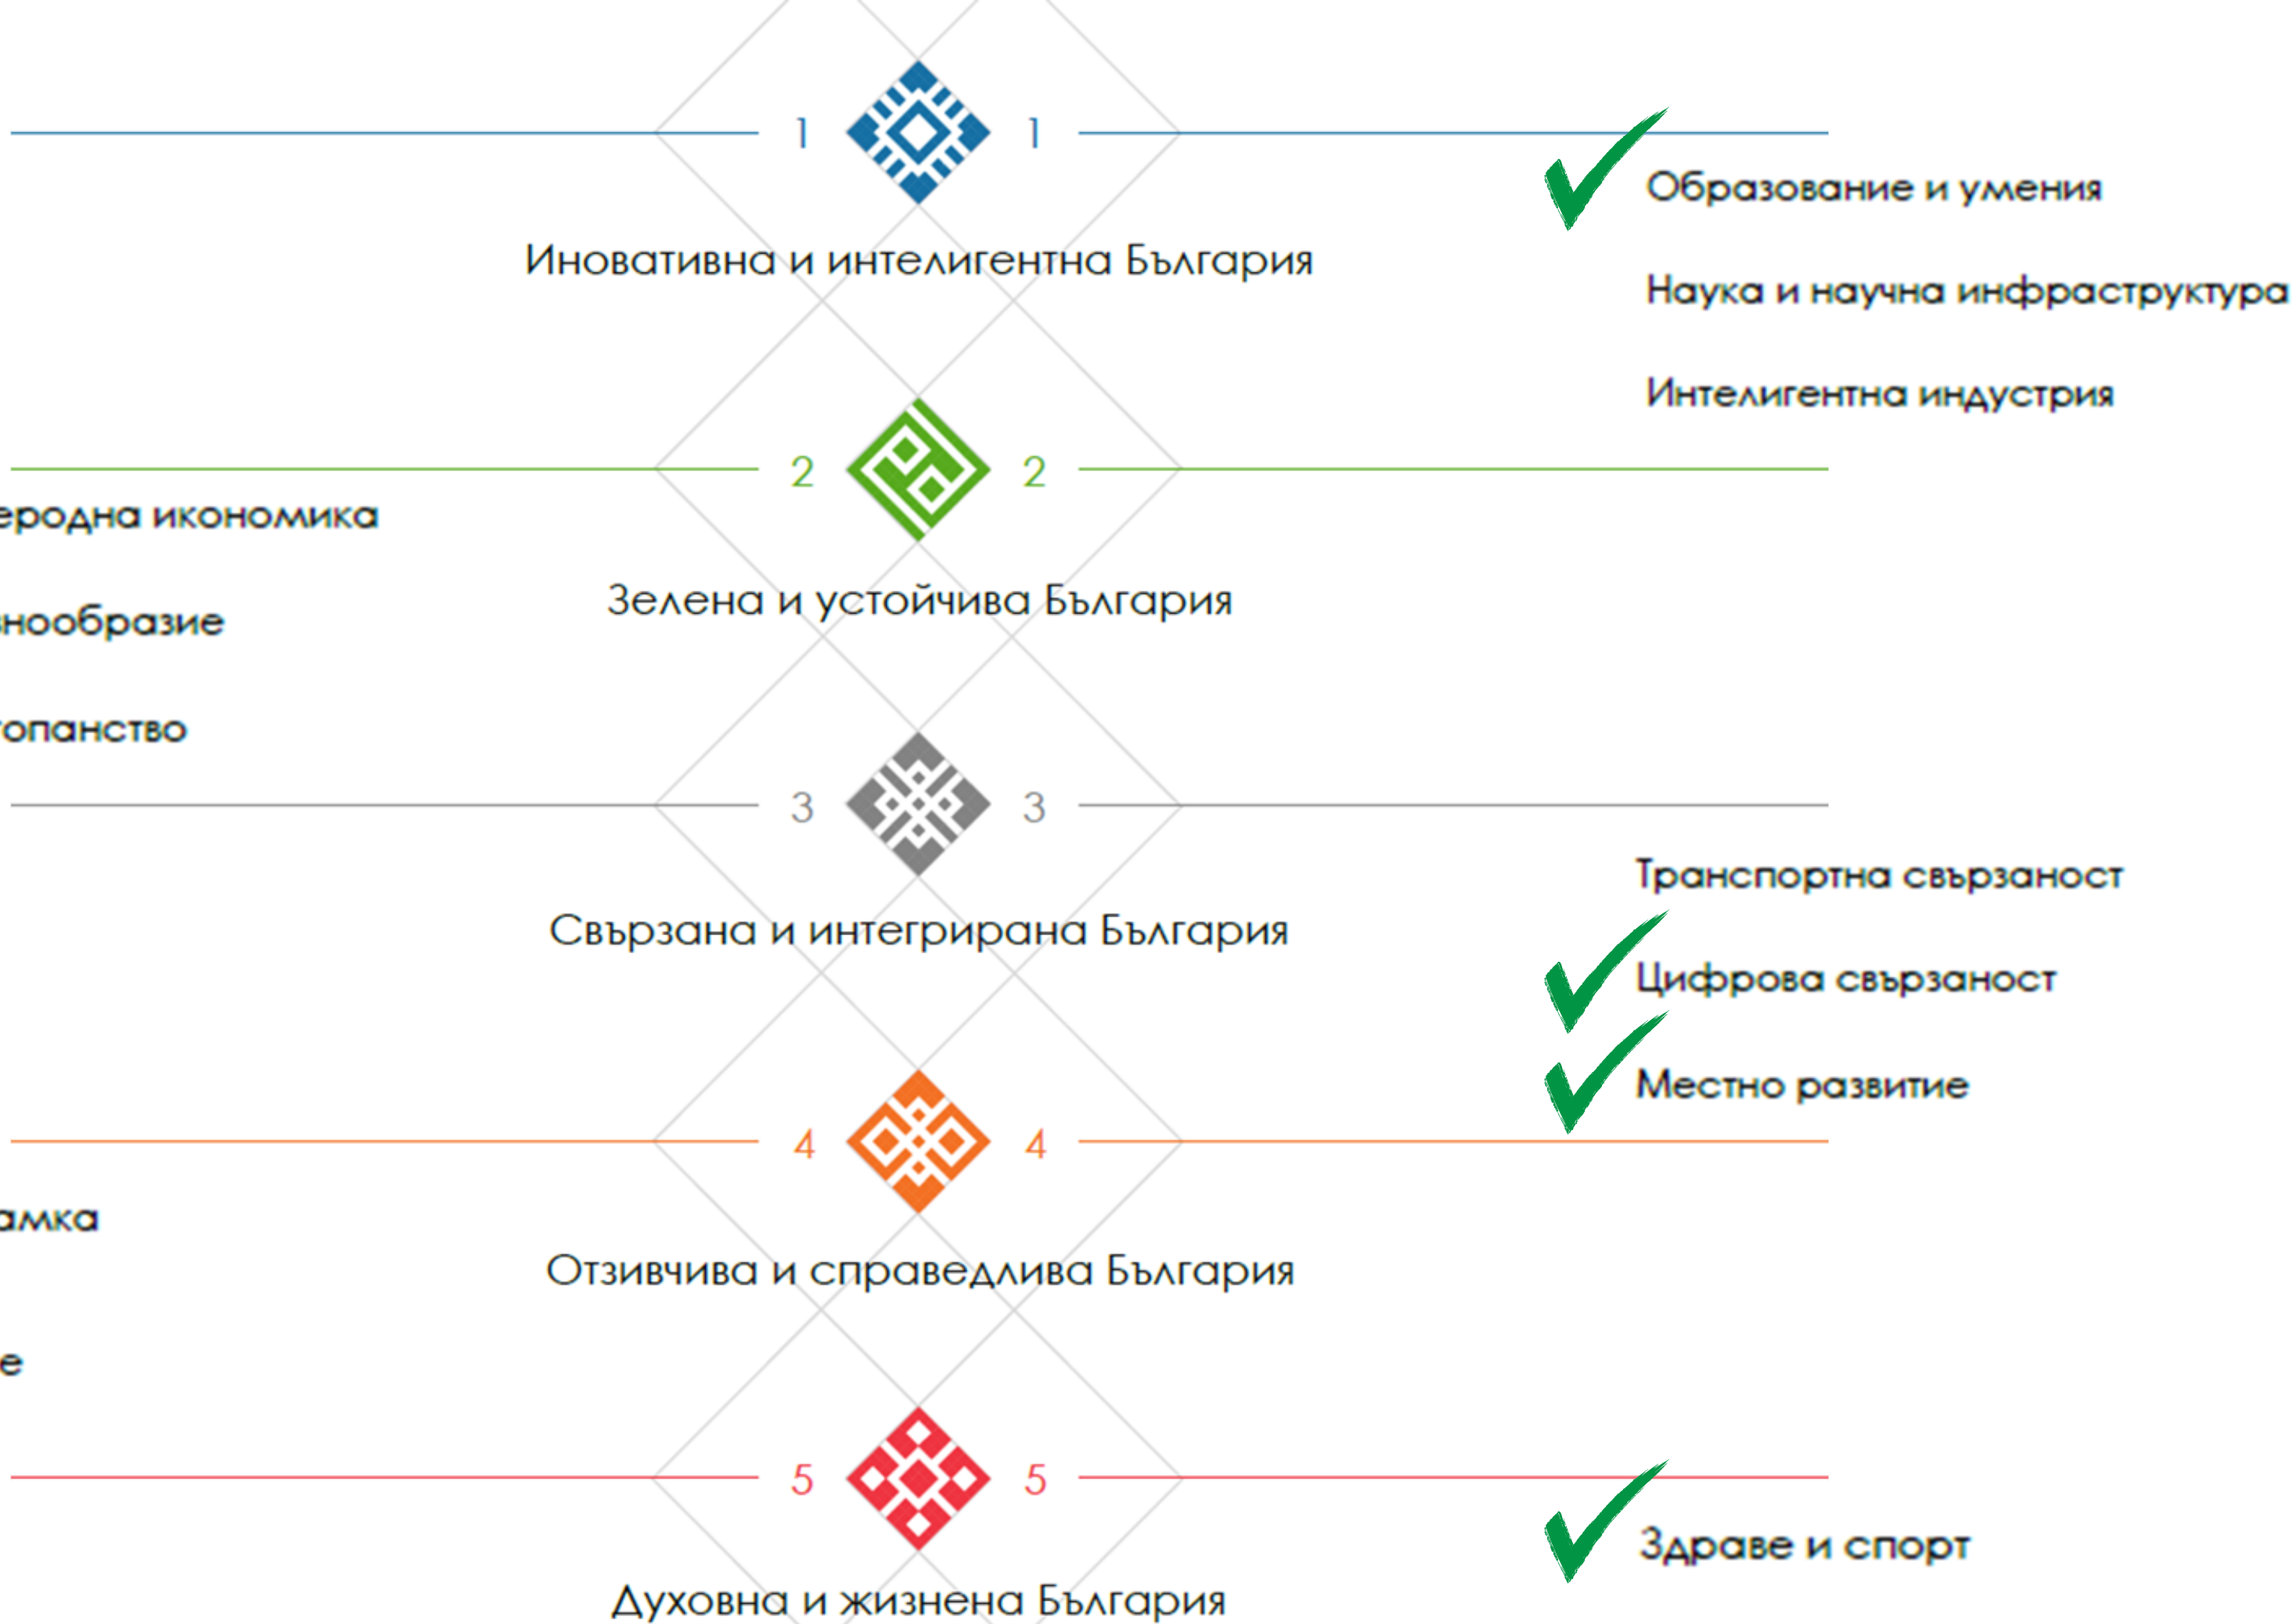 1 1
Образование и умения
Иновативна и интелигентна България
Наука и научна инфраструктура
Интелигентна индустрия
2 2
икономика
Зелена и устойчива България
3 3
Транспортна свързаност
Свързана и интегрирана България
Цифрова свързаност
Местно развитие
4 4
Отзивчива и справедлива България
5 5
Здраве и спорт
Духовна и жизнена България